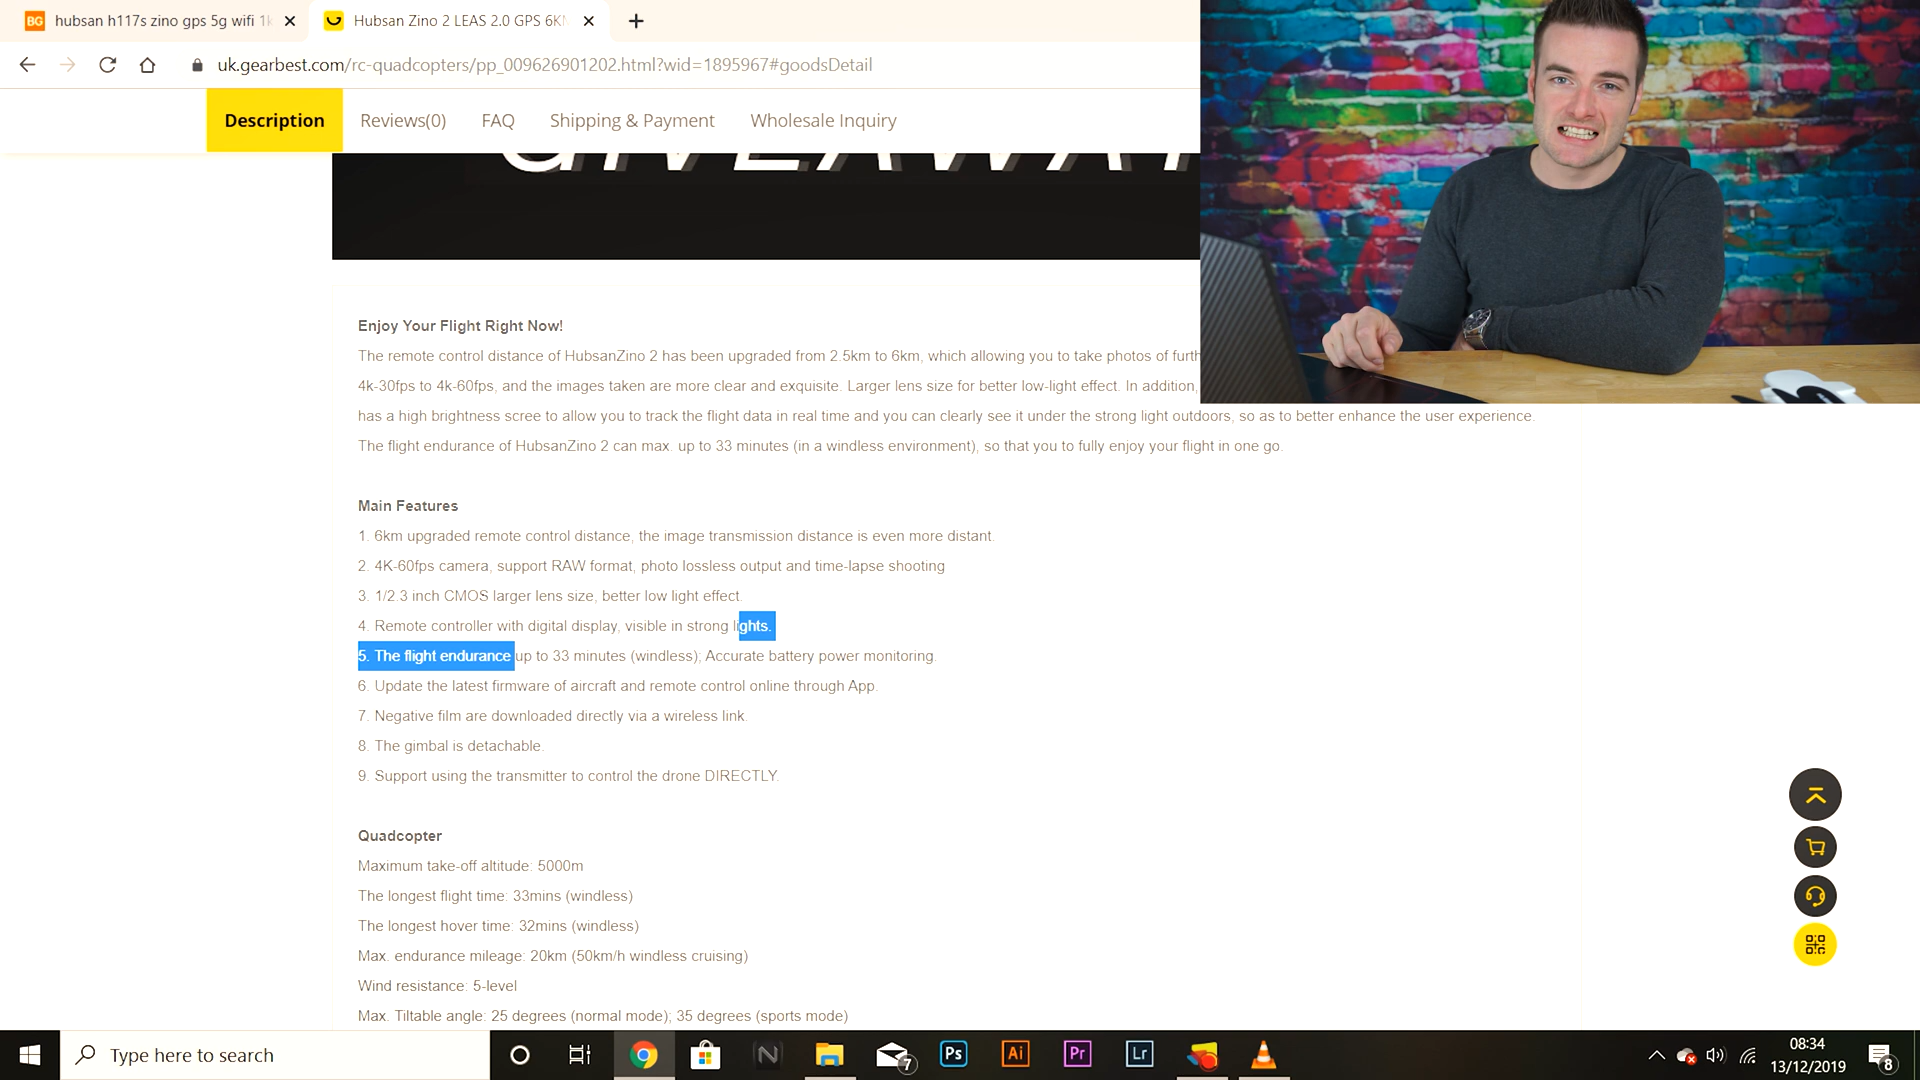 hubsan h117s zino gps 5g wifi 1k
Hubsan Zino 2 LEAS 2.0 GPS 6KM
uk.gearbest.com/rc-quadcopters/pp_009626901202.html?wid=1895967#goodsDetail
Description
Reviews(0)
FAQ
Shipping & Payment
Wholesale Inquiry
GIVEAWAY
Enjoy Your Flight Right Now!
The remote control distance of HubsanZino 2 has been upgraded from 2.5km to 6km, which allowing you to take photos of furth
4k-30fps to 4k-60fps, and the images taken are more clear and exquisite. Larger lens size for better low-light effect. In addition,
has a high brightness scree to allow you to track the flight data in real time and you can clearly see it under the strong light outdoors, so as to better enhance the user experience.
The flight endurance of HubsanZino 2 can max. up to 33 minutes (in a windless environment), so that you to fully enjoy your flight in one go.
Main Features
1. 6km upgraded remote control distance, the image transmission distance is even more distant.
2. 4K-60fps camera, support RAW format, photo lossless output and time-lapse shooting
3. 1/2.3 inch CMOS larger lens size, better low light effect.
4. Remote controller with digital display, visible in strong lights.
5. The flight endurance up to 33 minutes (windless); Accurate battery power monitoring.
6. Update the latest firmware of aircraft and remote control online through App.
7. Negative film are downloaded directly via a wireless link.
8. The gimbal is detachable.
9. Support using the transmitter to control the drone DIRECTLY.
Quadcopter
Maximum take-off altitude: 5000m
The longest flight time: 33mins (windless)
The longest hover time: 32mins (windless)
Max. endurance mileage: 20km (50km/h windless cruising)
Wind resistance: 5-level
Max. Tiltable angle: 25 degrees (normal mode); 35 degrees (sports mode)
Type here to search
7
Ps
Ai
Pr
Lr
08:34
13/12/2019
8